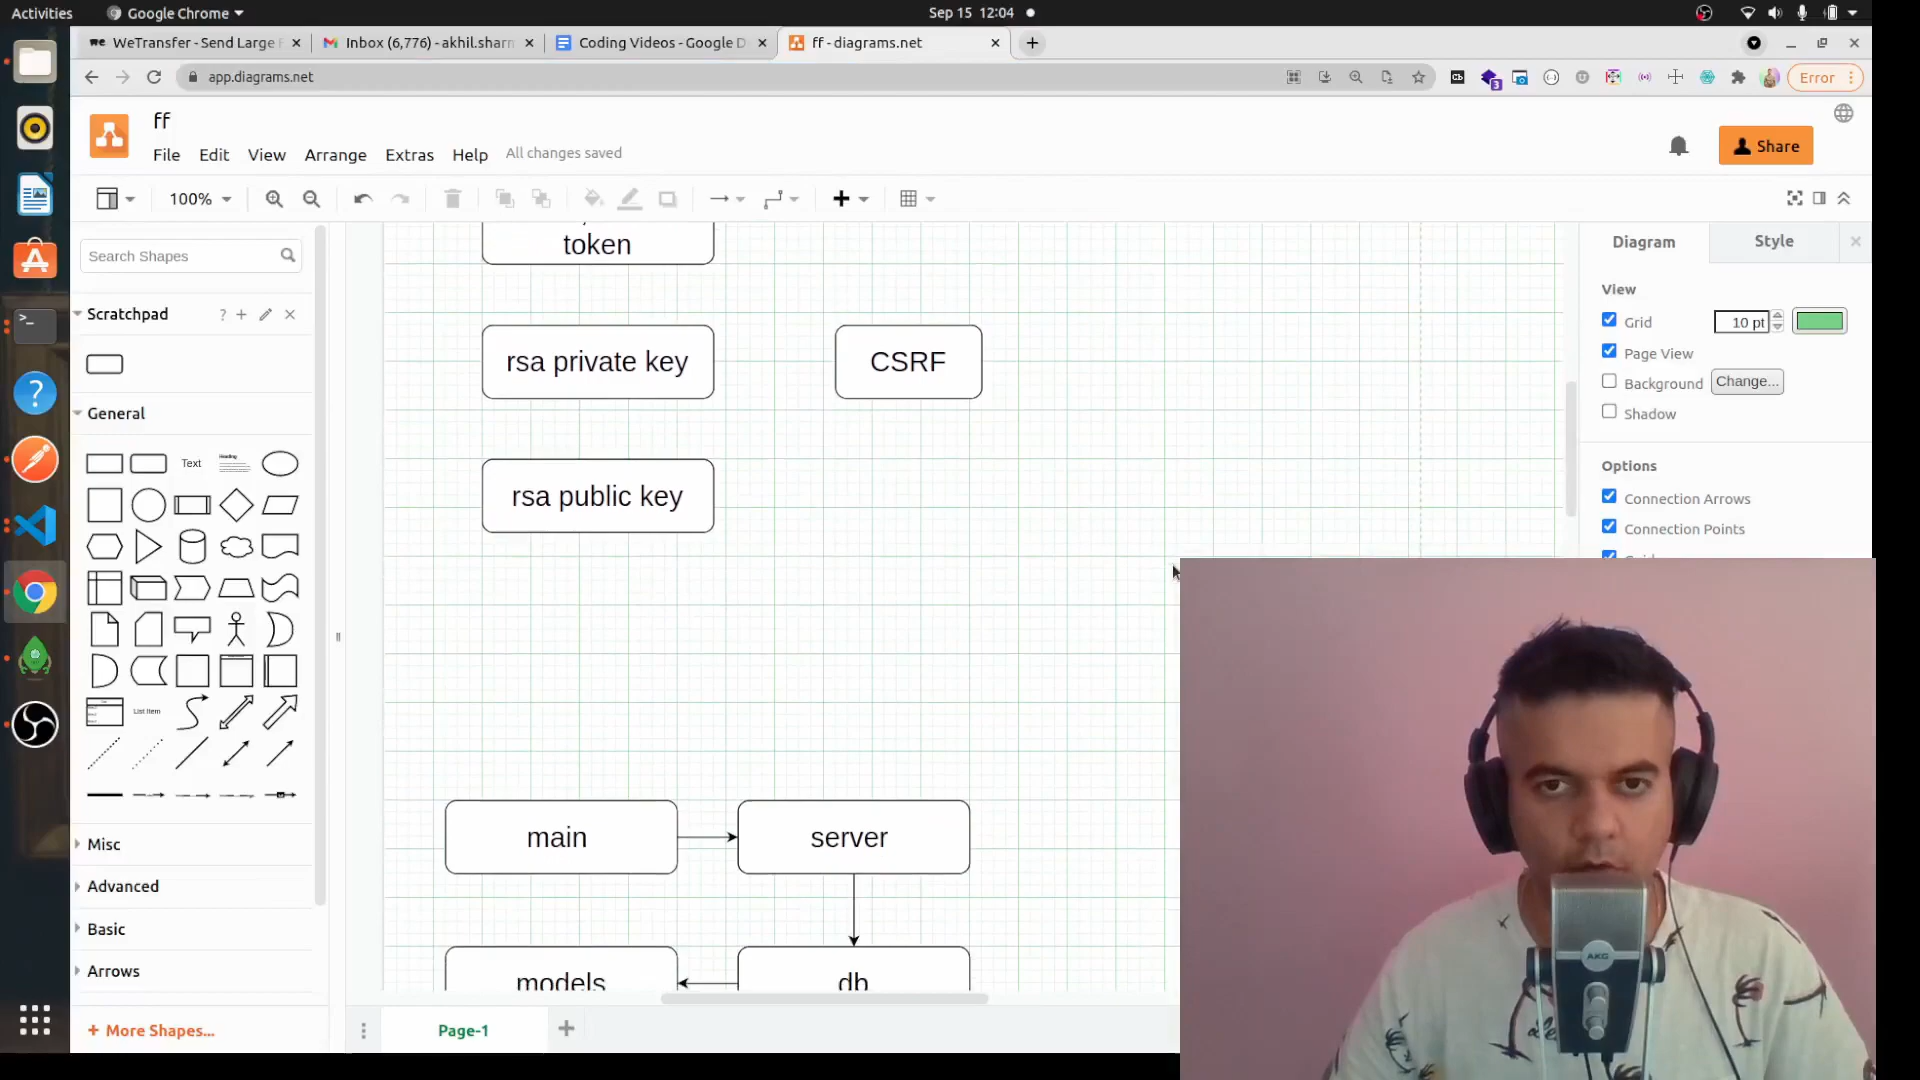 Activities
Google Chrome
Sep 15 12:04
WeTransfer - Send Large F
Inbox (6,776) - akhil.sharm
Coding Videos - Google D
ff - diagrams.net
app.diagrams.net
Error
ff
File
Edit
View
Arrange
Extras
Help
All changes saved
Share
100%
Search Shapes
Scratchpad
General
Text
Heading
List Item
Misc
Advanced
Basic
Arrows
+ More Shapes...
token
rsa private key
CSRF
rsa public key
main
server
models
db
Page-1
Diagram
Style
View
Grid
10 pt
Page View
Background
Change...
Shadow
Options
Connection Arrows
Connection Points
AKG